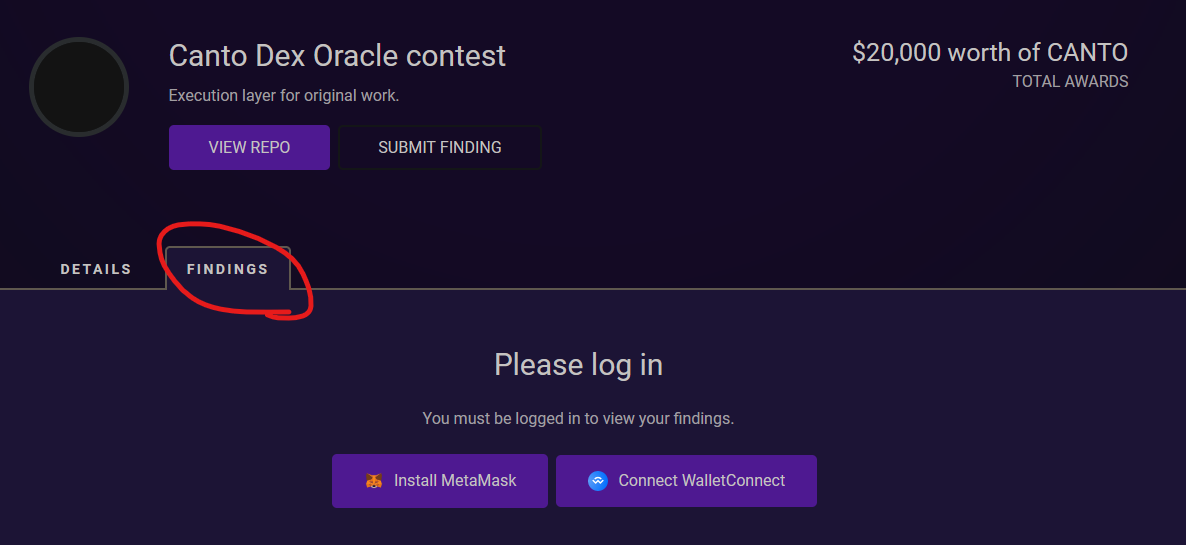 Canto Dex Oracle contest
$20,000 worth of CANTO
TOTAL AWARDS
Execution layer for original work.
VIEW REPO
SUBMIT FINDING
DETAILS
FINDINGS
Please log in
You must be logged in to view your findings.
Install MetaMask
Connect WalletConnect